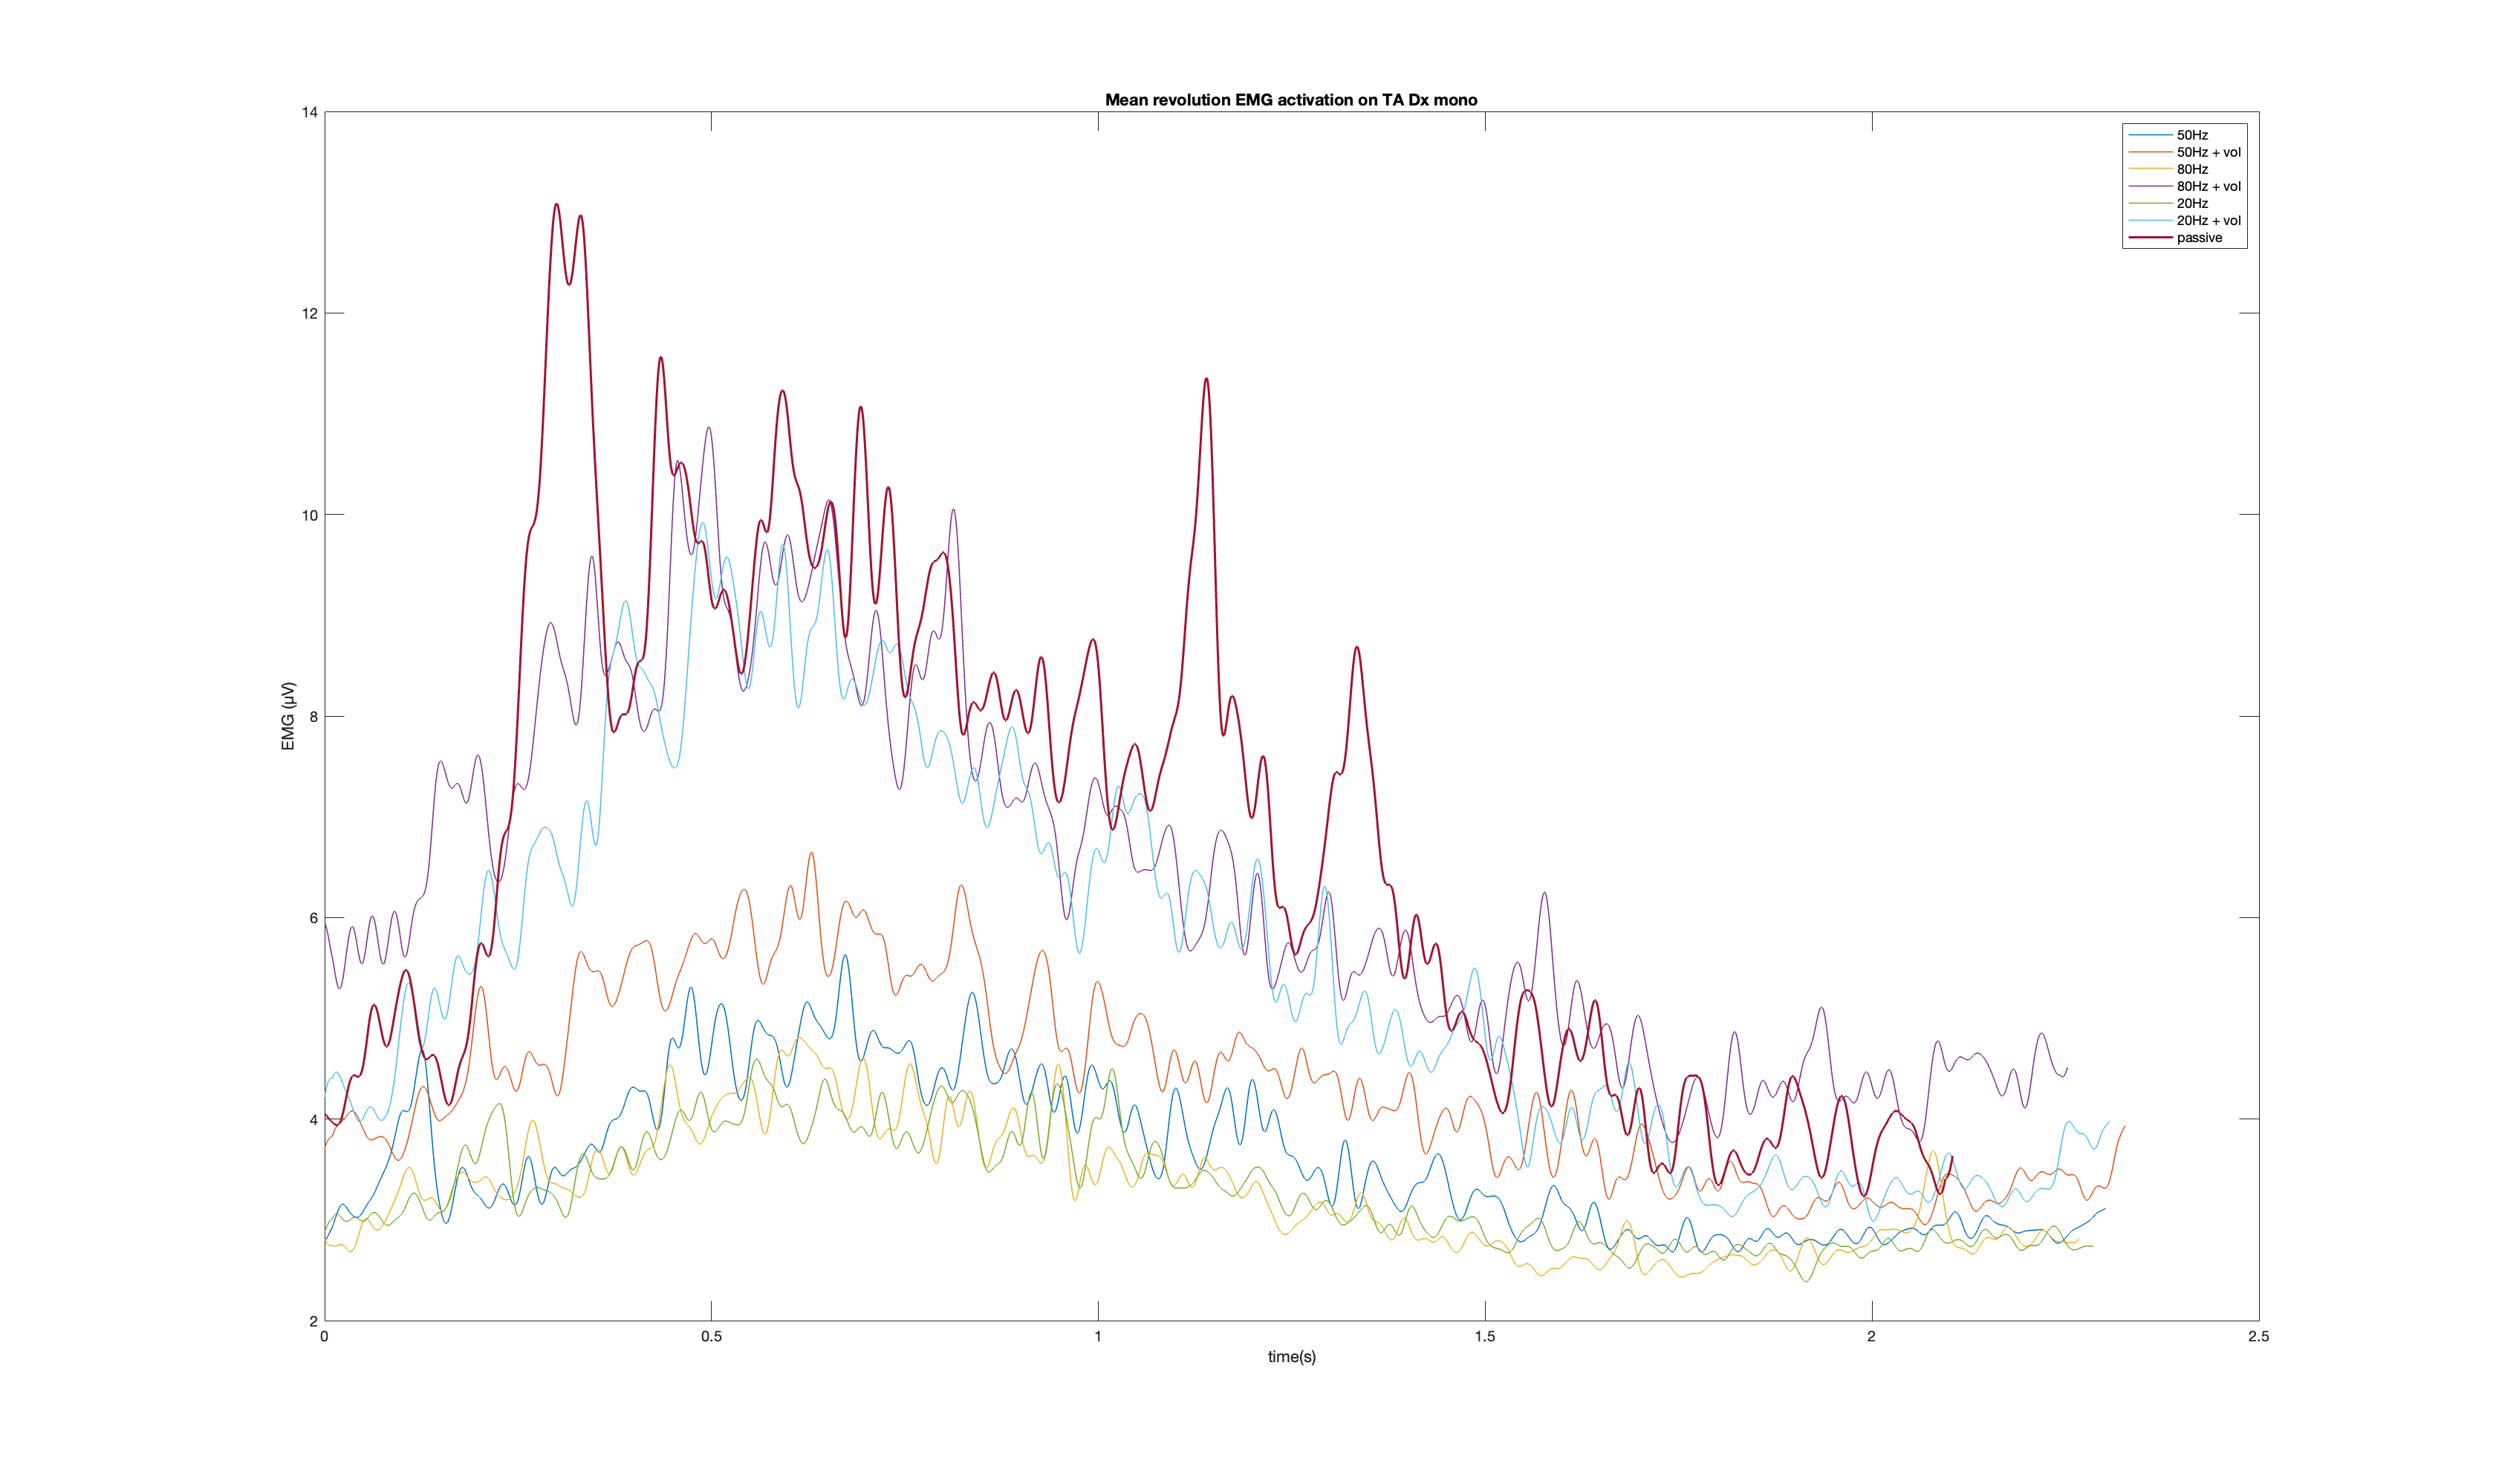 Mean revolution EMG activation on TA Dx mono
14
12
10
8
6
4
2
EMG (µV)
50Hz
50Hz + vol
80Hz
80Hz + vol
20Hz
20Hz + vol
passive
0
0.5
1
1.5
2
2.5
time(s)